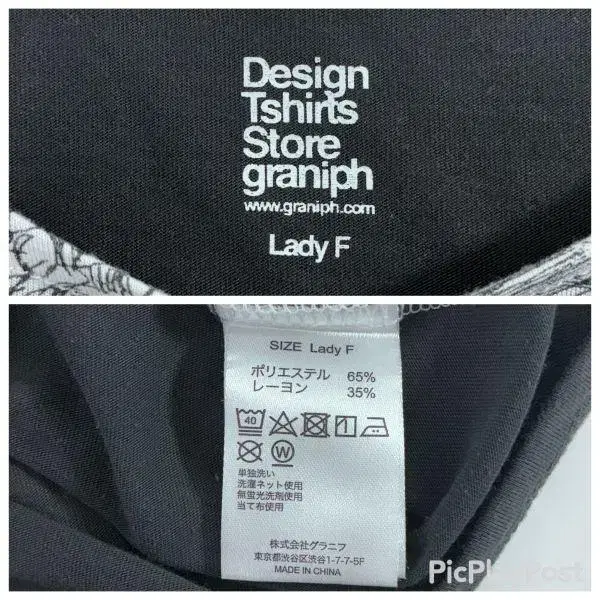 Design
Tshirts
Store
graniph
www.graniph.com
Lady F
SIZE Lady F
ポリエステル 65%
レーヨン 35%
40
W
単独洗い
洗濯ネット使用
無蛍光洗剤使用
当て布使用
株式会社グラニフ
東京都渋谷区渋谷1-7-7-5F
MADE IN CHINA
PicPlayPost